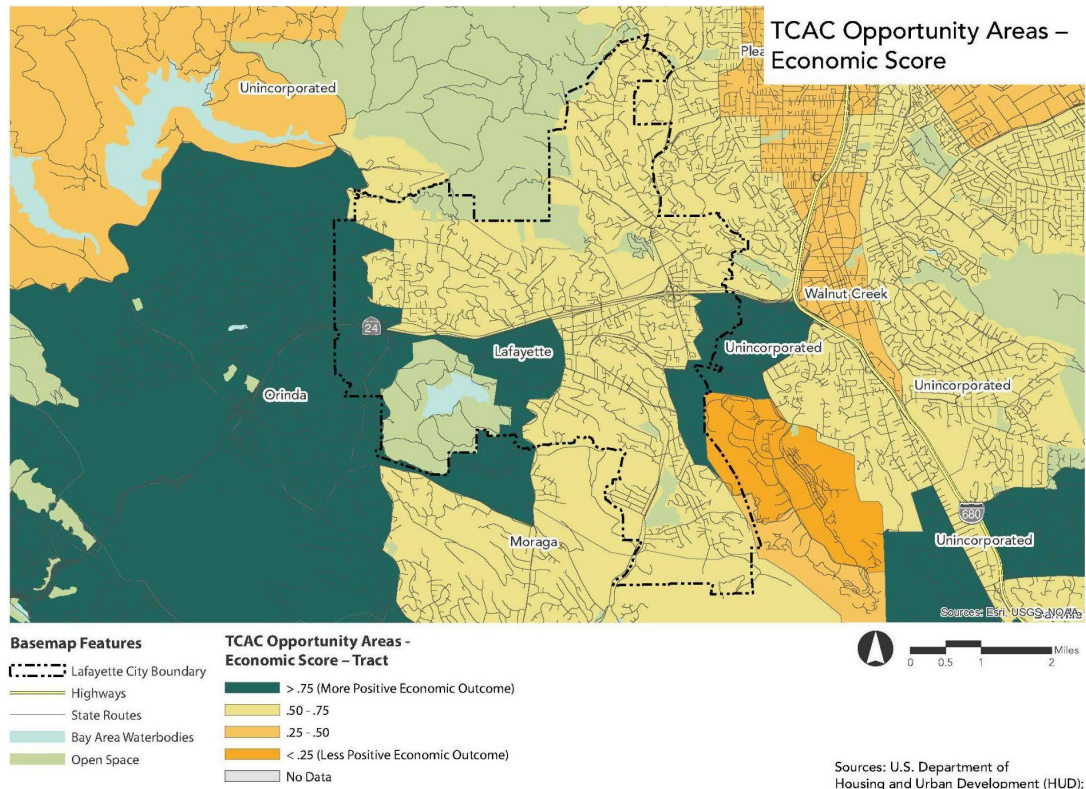 TCAC Opportunity Areas –
Economic Score
Unincorporated
24
Lafayette
Orinda
Walnut Creek
Unincorporated
Unincorporated
Moraga
680
Unincorporated
Sources: Esri, USGS, NOAA
Basemap Features
Lafayette City Boundary
Highways
State Routes
Bay Area Waterbodies
Open Space
TCAC Opportunity Areas -
Economic Score – Tract
> .75 (More Positive Economic Outcome)
.50 - .75
.25 - .50
< .25 (Less Positive Economic Outcome)
No Data
0 0.5 1 2 Miles
Sources: U.S. Department of
Housing and Urban Development (HUD);